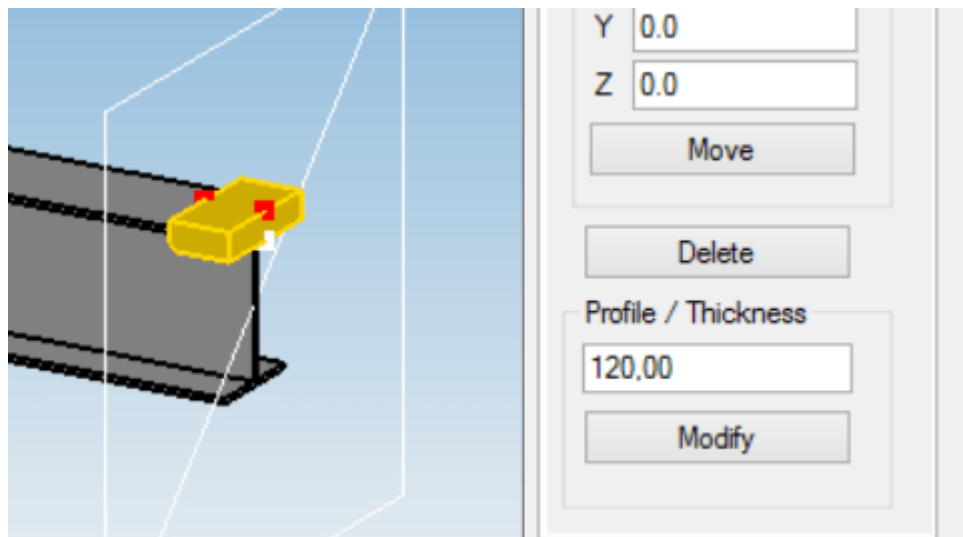 Y 0.0
Z 0.0
Move
Delete
Profile / Thickness
120,00
Modify